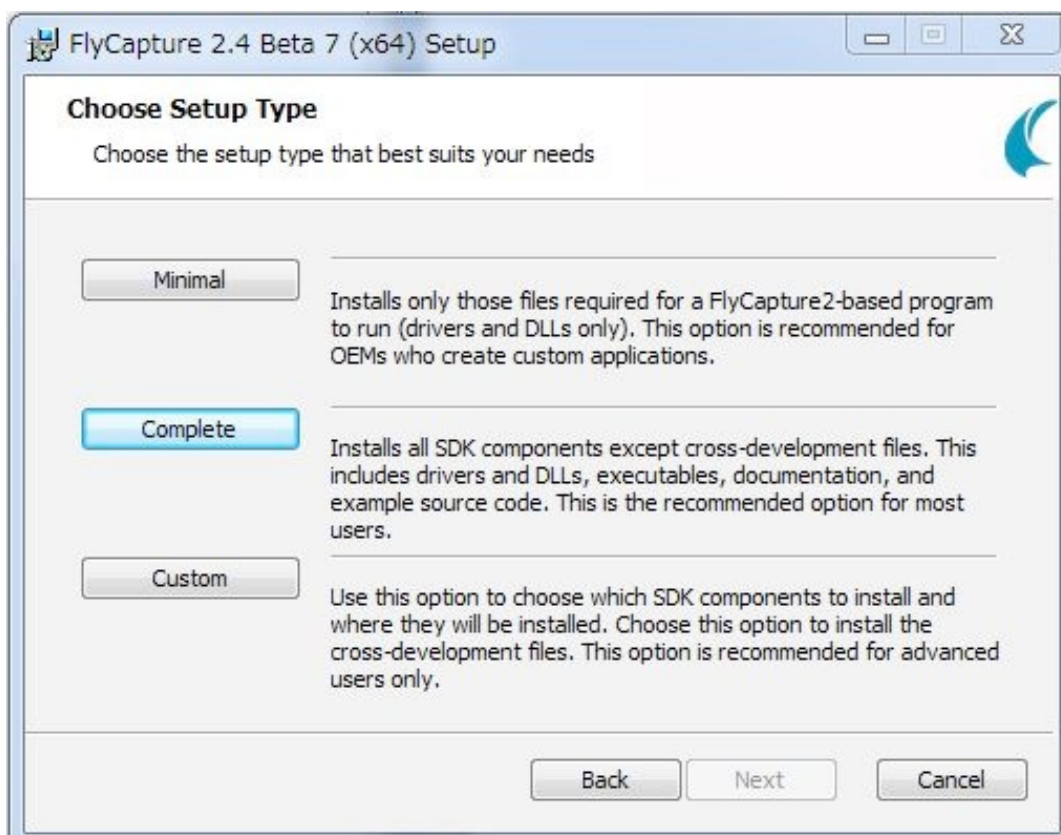 FlyCapture 2.4 Beta 7 (x64) Setup
Choose Setup Type
Choose the setup type that best suits your needs
Minimal
Installs only those files required for a FlyCapture2-based program
to run (drivers and DLLs only). This option is recommended for
OEMs who create custom applications.
Complete
Installs all SDK components except cross-development files. This
includes drivers and DLLs, executables, documentation, and
example source code. This is the recommended option for most
users.
Custom
Use this option to choose which SDK components to install and
where they will be installed. Choose this option to install the
cross-development files. This option is recommended for advanced
users only.
Back
Next
Cancel